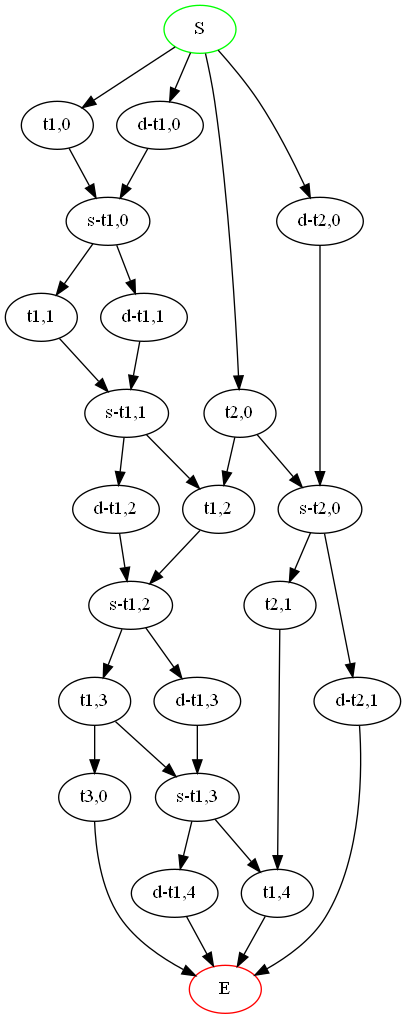 S
t1,0
d-t1,0
s-t1,0
d-t2,0
t1,1
d-t1,1
s-t1,1
t2,0
d-t1,2
t1,2
s-t2,0
s-t1,2
t2,1
t1,3
d-t1,3
d-t2,1
t3,0
s-t1,3
d-t1,4
t1,4
E